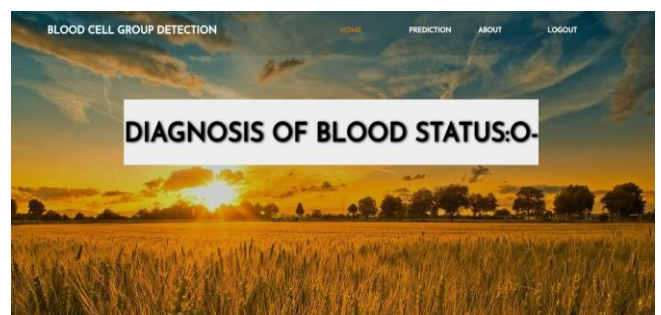 BLOOD CELL GROUP DETECTION HOME PREDICTION ABOUT LOGOUT
DIAGNOSIS OF BLOOD STATUS:O-